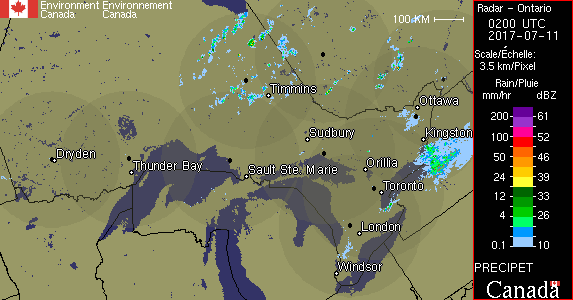 Environment Environnement
Canada Canada
100 KM
Timmins
Ottawa
Sudbury
Kingston
Dryden
Thunder Bay
Sault Ste. Marie
Orillia
Toronto
London
Windsor
Radar - Ontario
0200 UTC
2017-07-11
Scale/Échelle:
3.5 km/Pixel
Rain/Pluie
mm/hr dBZ
200 61
100 52
50 49
24 39
12 33
4 26
0.1 10
PRECIPET
Canada